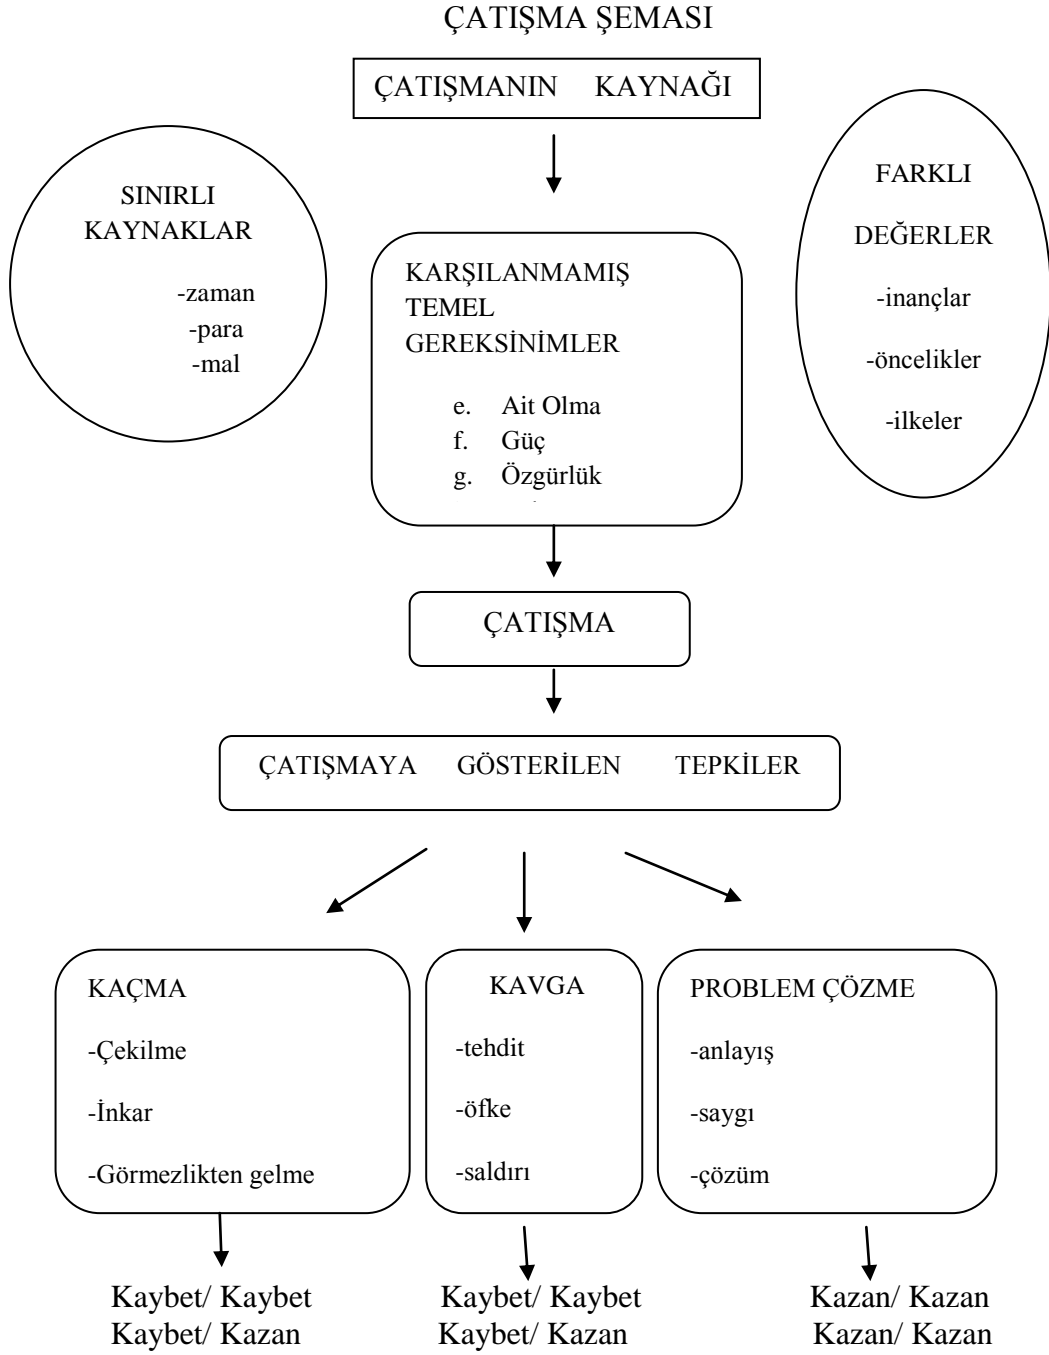 ÇATIŞMA ŞEMASI
ÇATIŞMANIN KAYNAĞI
SINIRLI
KAYNAKLAR
-zaman
-para
-mal
KARŞILANMAMIŞ
TEMEL
GEREKSİNİMLER
e. Ait Olma
f. Güç
g. Özgürlük
FARKLI
DEĞERLER
-inançlar
-öncelikler
-ilkeler
ÇATIŞMA
ÇATIŞMAYA GÖSTERİLEN TEPKİLER
KAÇMA
-Çekilme
-İnkar
-Görmezlikten gelme
KAVGA
-tehdit
-öfke
-saldırı
PROBLEM ÇÖZME
-anlayış
-saygı
-çözüm
Kaybet/ Kaybet
Kaybet/ Kazan
Kaybet/ Kaybet
Kaybet/ Kazan
Kazan/ Kazan
Kazan/ Kazan